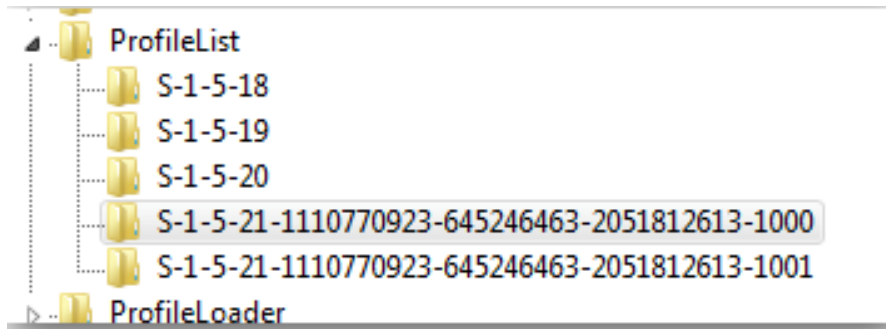 ProfileList
S-1-5-18
S-1-5-19
S-1-5-20
S-1-5-21-1110770923-645246463-2051812613-1000
S-1-5-21-1110770923-645246463-2051812613-1001
ProfileLoader